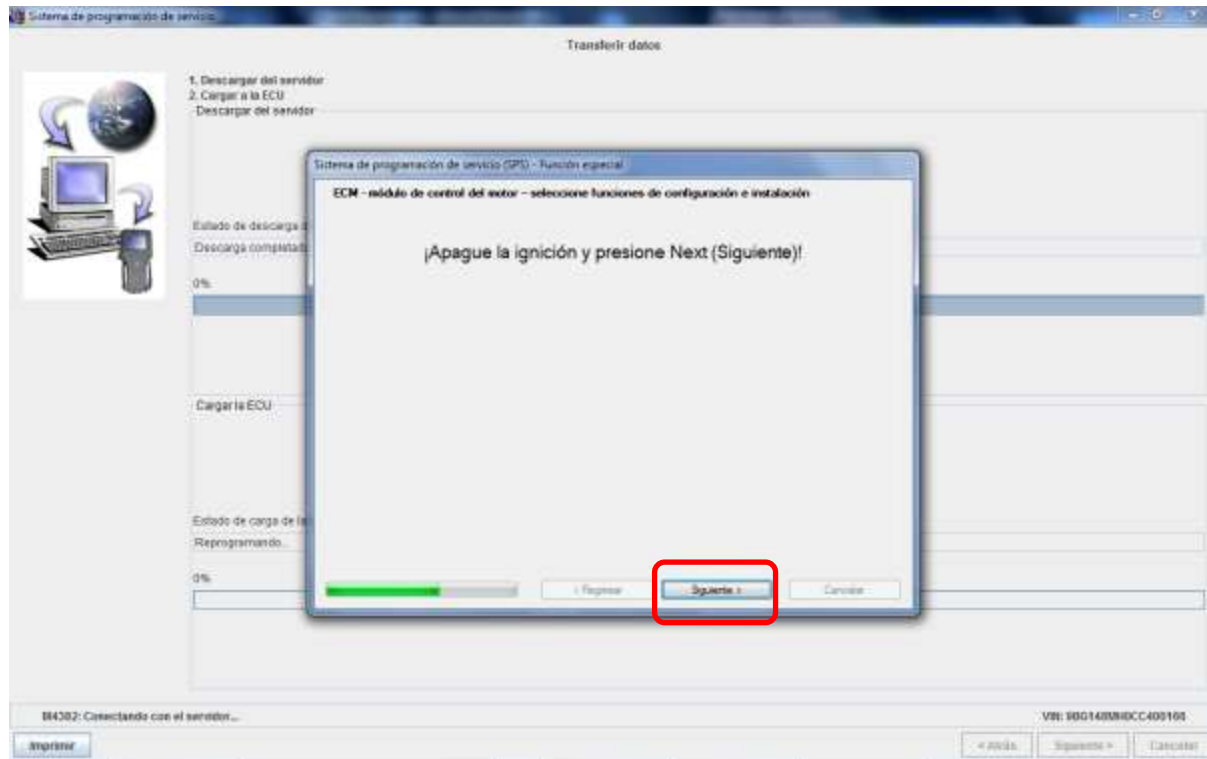 Sistema de programación de servicio
Transferir datos
1. Descargar del servidor
2. Cargar a la ECU
Descargar del servidor
Sistema de programación de servicio (SPS) - Función especial
ECM - módulo de control del motor - seleccione funciones de configuración e instalación
Estado de descarga
¡Apague la ignición y presione Next (Siguiente)!
Descarga completada
0%
Cargar la ECU
Estado de carga de la
Reprogramando...
0%
< Regresar Siguiente > Cancelar
Conectando con el servidor...
VIN:
Imprimir < Atrás Siguiente > Cancelar